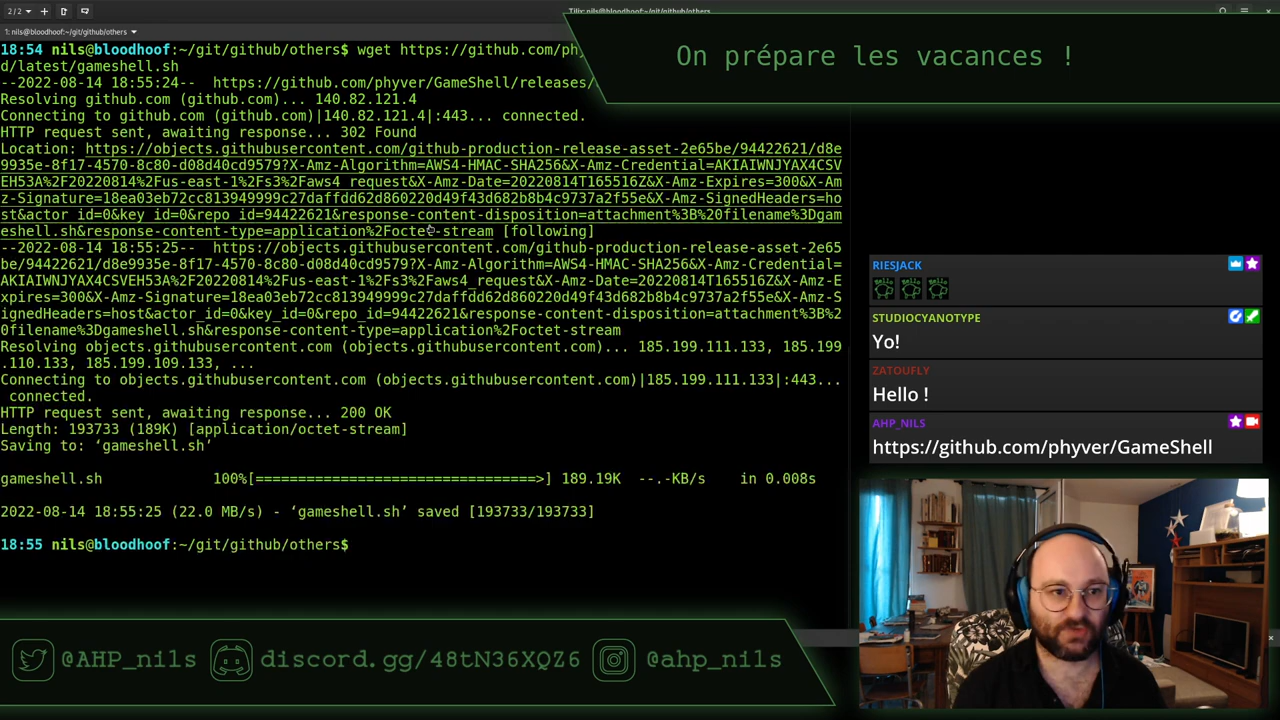 2/2
Tilix: nils@bloodhoof:~/git/github/others
1: nils@bloodhoof:~/git/github/others
On prépare les vacances !
18:54 nils@bloodhoof:~/git/github/others$ wget https://github.com/phy
d/latest/gameshell.sh
--2022-08-14 18:55:24--  https://github.com/phyver/GameShell/releases/
Resolving github.com (github.com)... 140.82.121.4
Connecting to github.com (github.com)|140.82.121.4|:443... connected.
HTTP request sent, awaiting response... 302 Found
Location: https://objects.githubusercontent.com/github-production-release-asset-2e65be/94422621/d8e
9935e-8f17-4570-8c80-d08d40cd9579?X-Amz-Algorithm=AWS4-HMAC-SHA256&X-Amz-Credential=AKIAIWNJYAX4CSV
EH53A%2F20220814%2Fus-east-1%2Fs3%2Faws4_request&X-Amz-Date=20220814T165516Z&X-Amz-Expires=300&X-Am
z-Signature=18ea03eb72cc813949999c27daffdd62d860220d49f43d682b8b4c9737a2f55e&X-Amz-SignedHeaders=ho
st&actor_id=0&key_id=0&repo_id=94422621&response-content-disposition=attachment%3B%20filename%3Dgam
eshell.sh&response-content-type=application%2Foctet-stream [following]
--2022-08-14 18:55:25--  https://objects.githubusercontent.com/github-production-release-asset-2e65
be/94422621/d8e9935e-8f17-4570-8c80-d08d40cd9579?X-Amz-Algorithm=AWS4-HMAC-SHA256&X-Amz-Credential=
AKIAIWNJYAX4CSVEH53A%2F20220814%2Fus-east-1%2Fs3%2Faws4_request&X-Amz-Date=20220814T165516Z&X-Amz-E
xpires=300&X-Amz-Signature=18ea03eb72cc813949999c27daffdd62d860220d49f43d682b8b4c9737a2f55e&X-Amz-S
ignedHeaders=host&actor_id=0&key_id=0&repo_id=94422621&response-content-disposition=attachment%3B%2
0filename%3Dgameshell.sh&response-content-type=application%2Foctet-stream
Resolving objects.githubusercontent.com (objects.githubusercontent.com)... 185.199.111.133, 185.199
.110.133, 185.199.109.133, ...
Connecting to objects.githubusercontent.com (objects.githubusercontent.com)|185.199.111.133|:443...
 connected.
HTTP request sent, awaiting response... 200 OK
Length: 193733 (189K) [application/octet-stream]
Saving to: ‘gameshell.sh’
gameshell.sh 100%[=================================>] 189.19K --.-KB/s in 0.008s
2022-08-14 18:55:25 (22.0 MB/s) - ‘gameshell.sh’ saved [193733/193733]
18:55 nils@bloodhoof:~/git/github/others$
RIESJACK
STUDIOCYANOTYPE
Yo!
ZATOUFLY
Hello !
AHP_NILS
https://github.com/phyver/GameShell
@AHP_nils
discord.gg/48tN36XQZ6
@ahp_nils